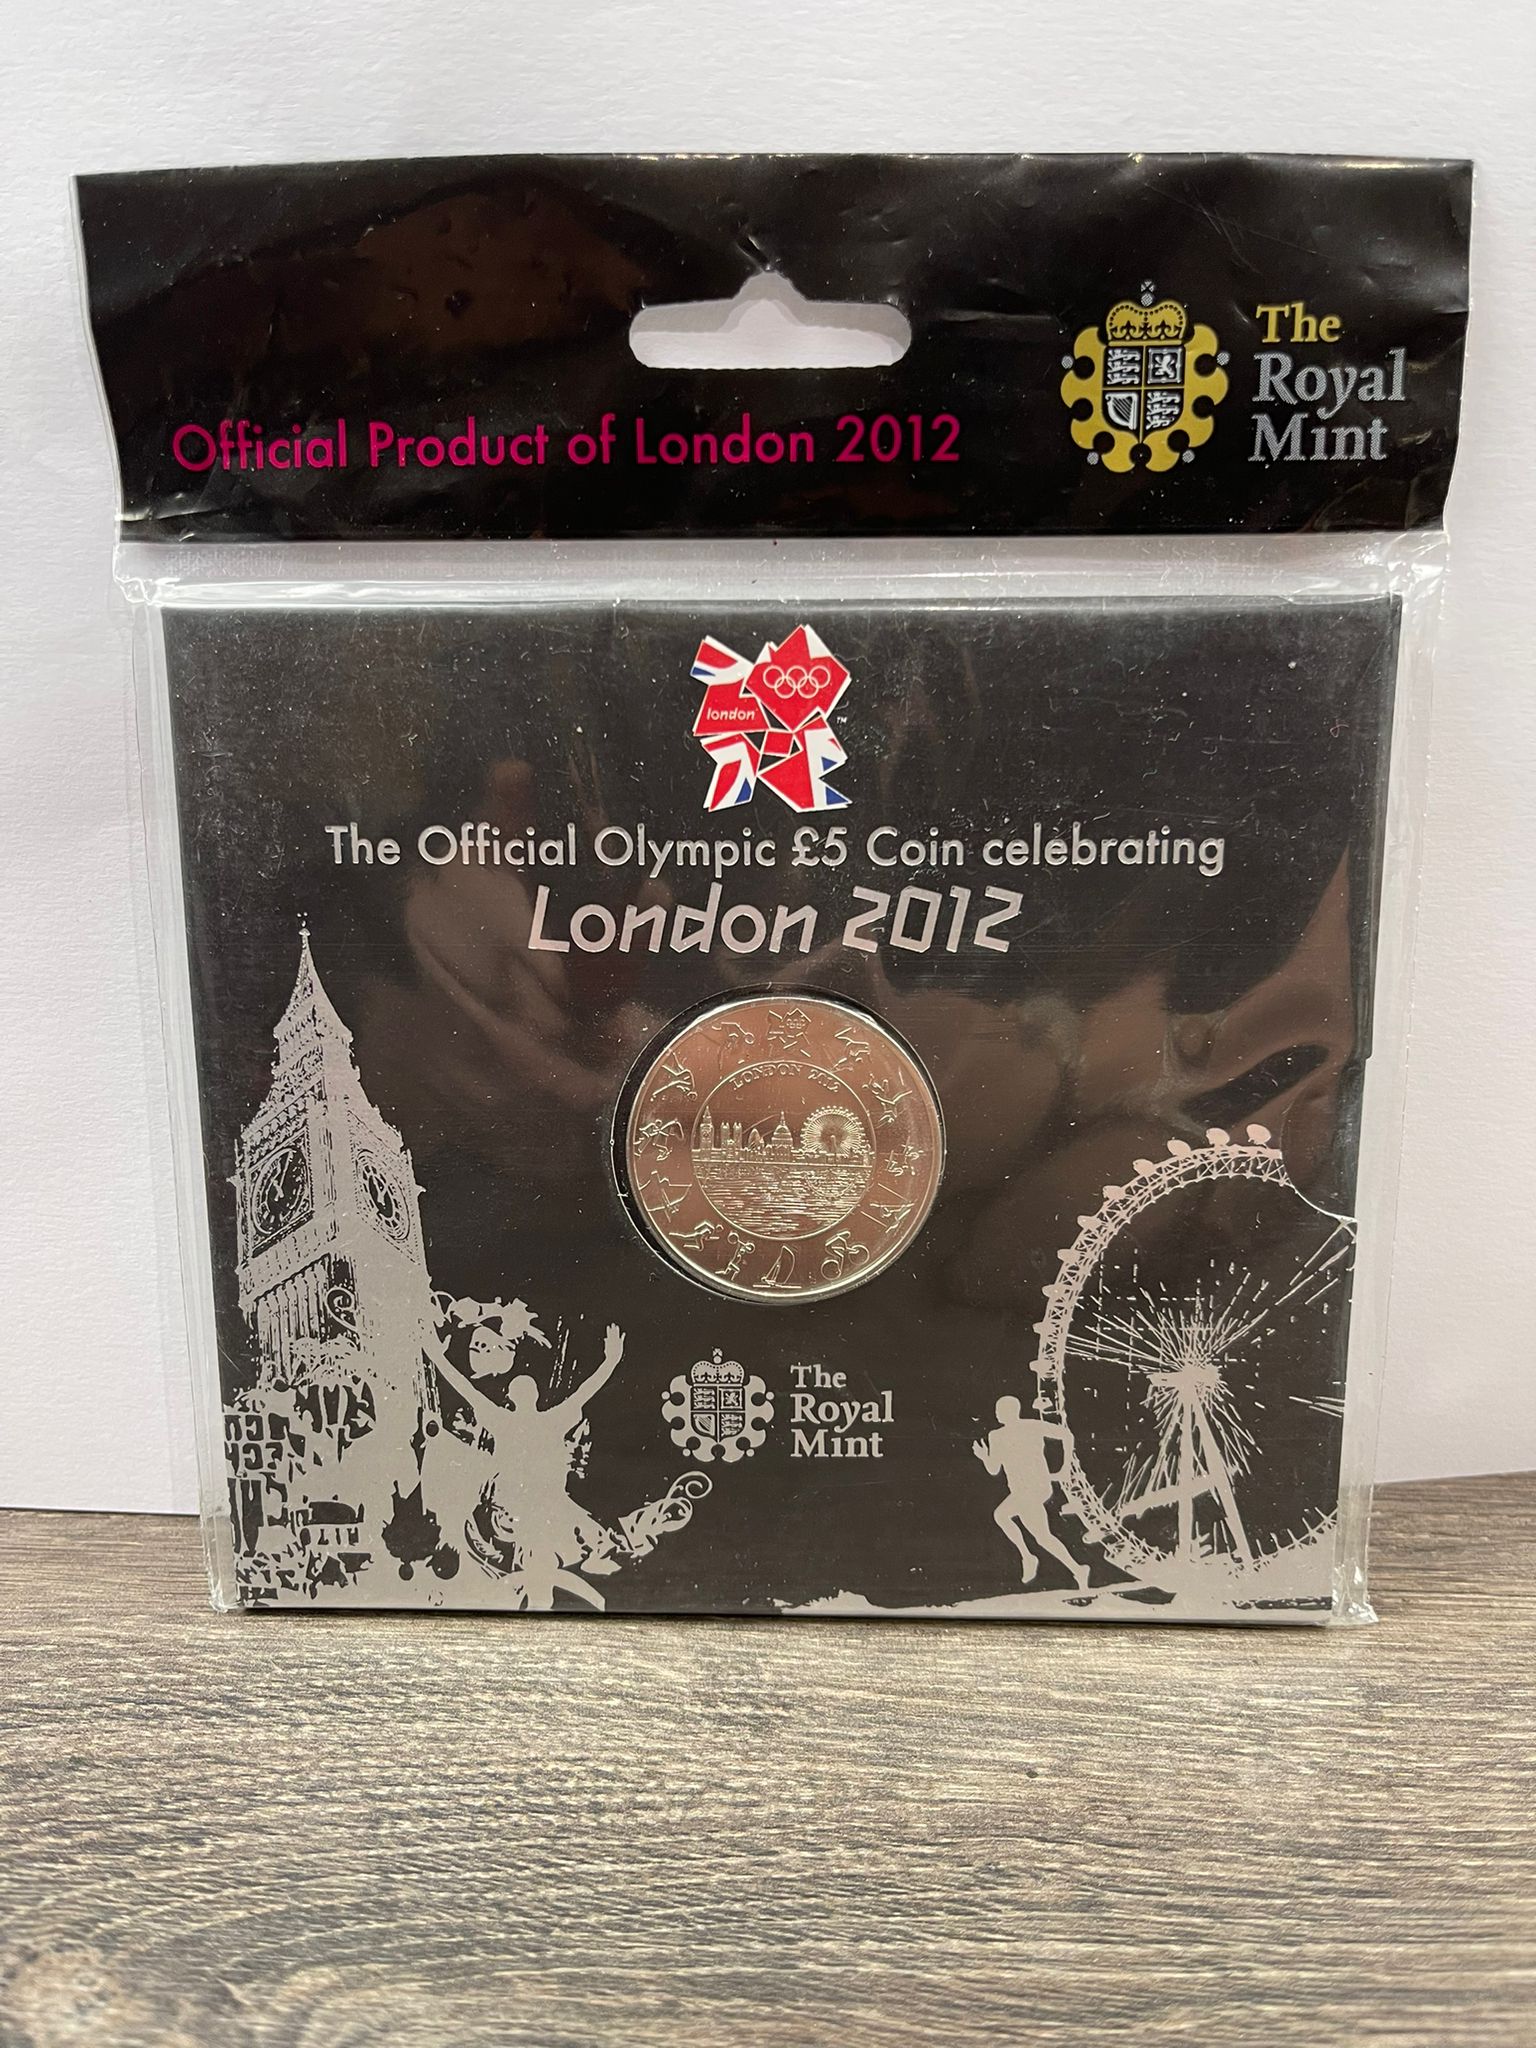 The
Royal
Mint
Official Product of London 2012
london
TM
The Official Olympic £5 Coin celebrating
London 2012
LONDON 2012
The
Royal
Mint